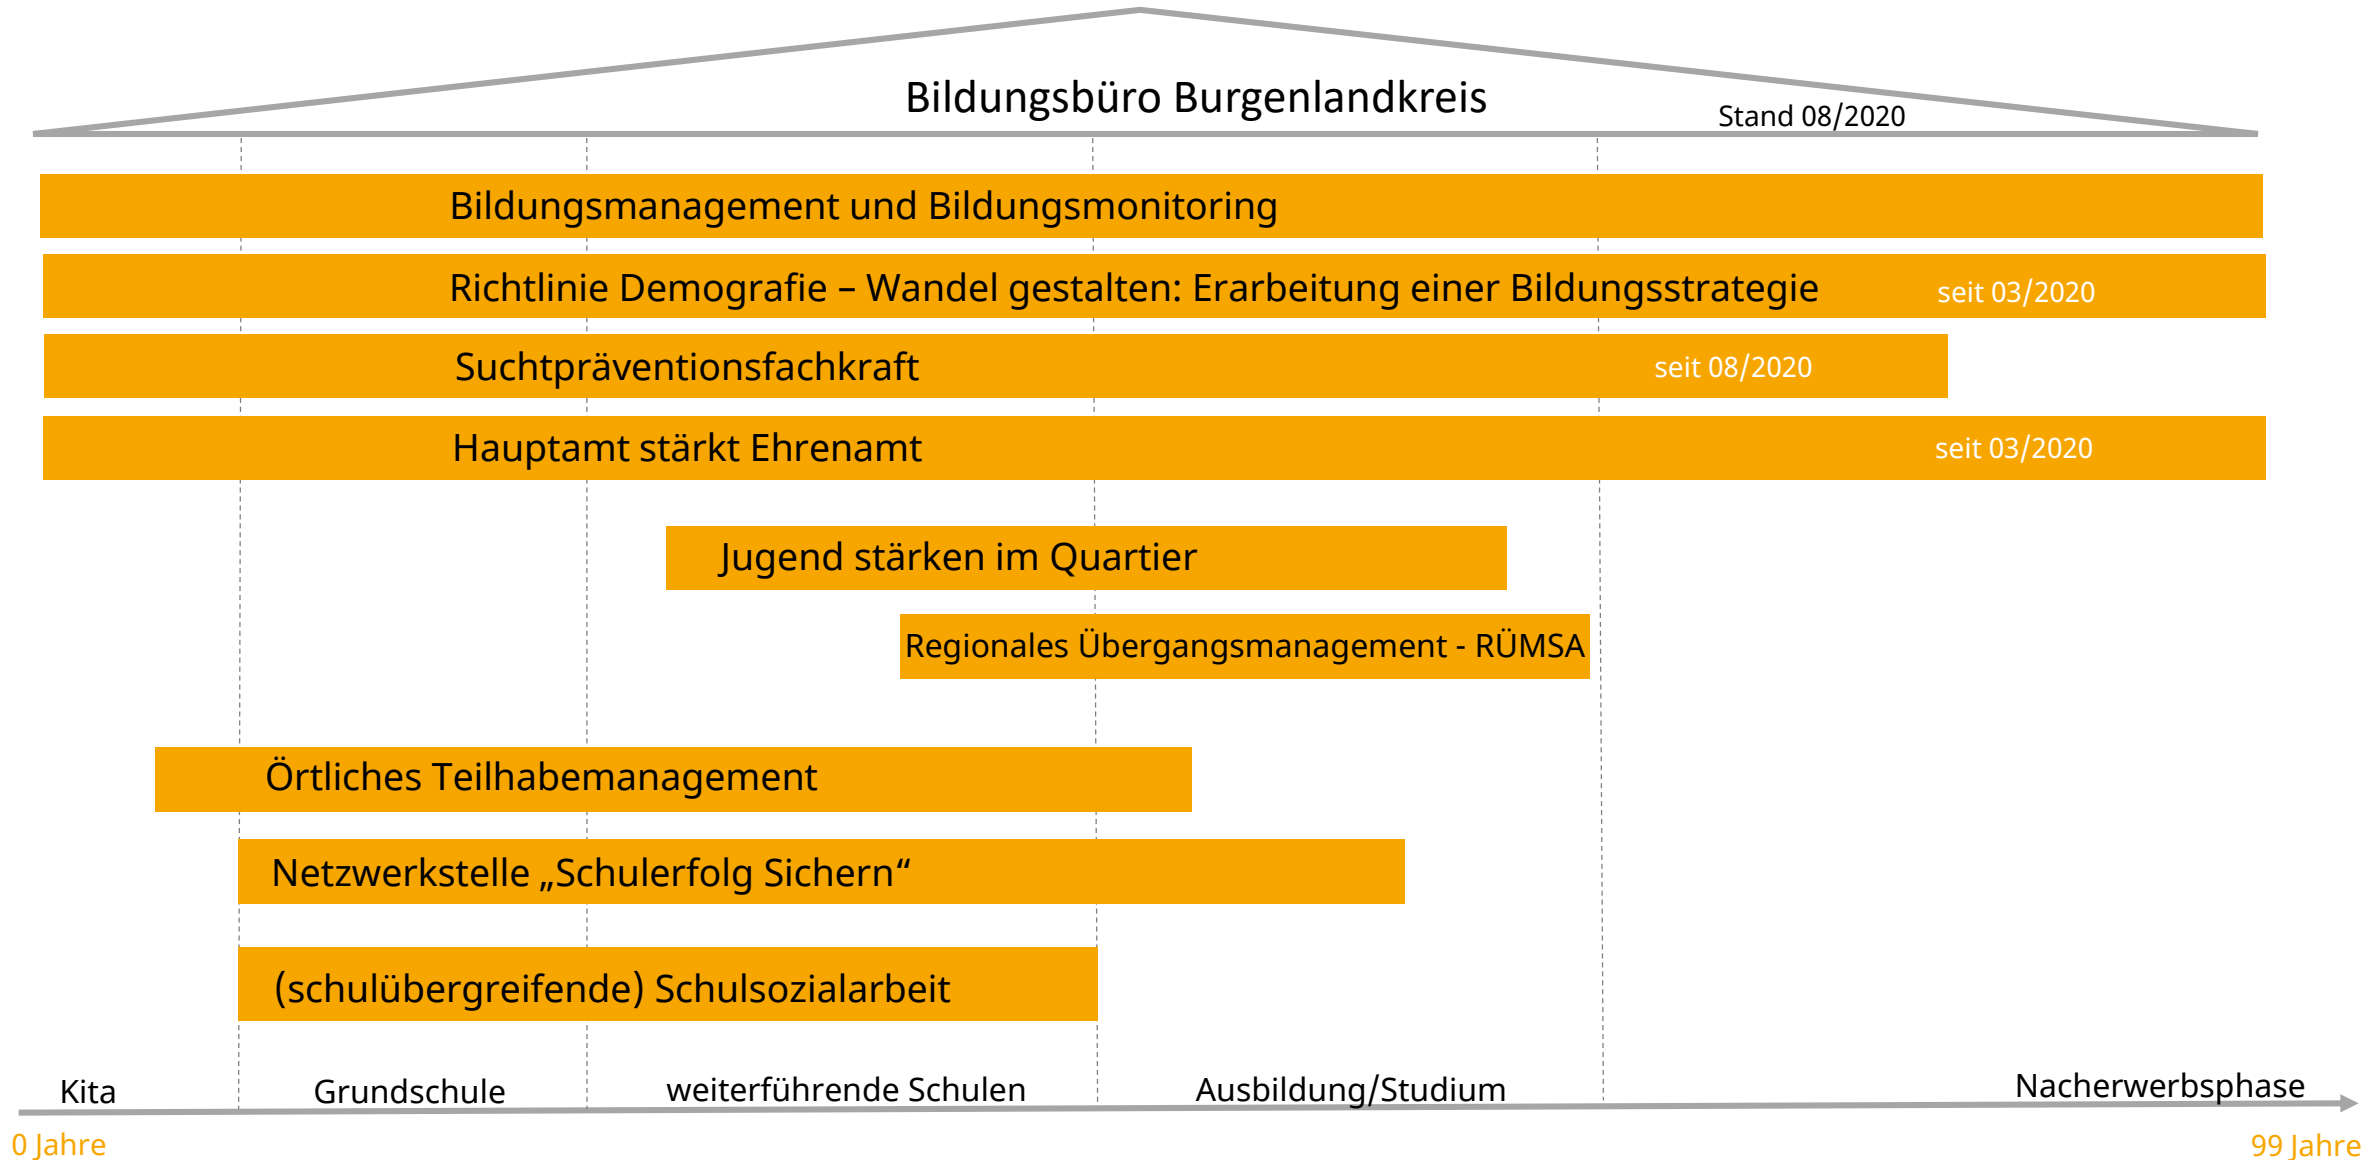 Bildungsbüro Burgenlandkreis
Stand 08/2020
Bildungsmanagement und Bildungsmonitoring
Richtlinie Demografie – Wandel gestalten: Erarbeitung einer Bildungsstrategie seit 03/2020
Suchtpräventionsfachkraft seit 08/2020
Hauptamt stärkt Ehrenamt seit 03/2020
Jugend stärken im Quartier
Regionales Übergangsmanagement - RÜMSA
Örtliches Teilhabemanagement
Netzwerkstelle „Schulerfolg Sichern“
(schulübergreifende) Schulsozialarbeit
Kita Grundschule weiterführende Schulen Ausbildung/Studium Nacherwerbsphase
0 Jahre 99 Jahre